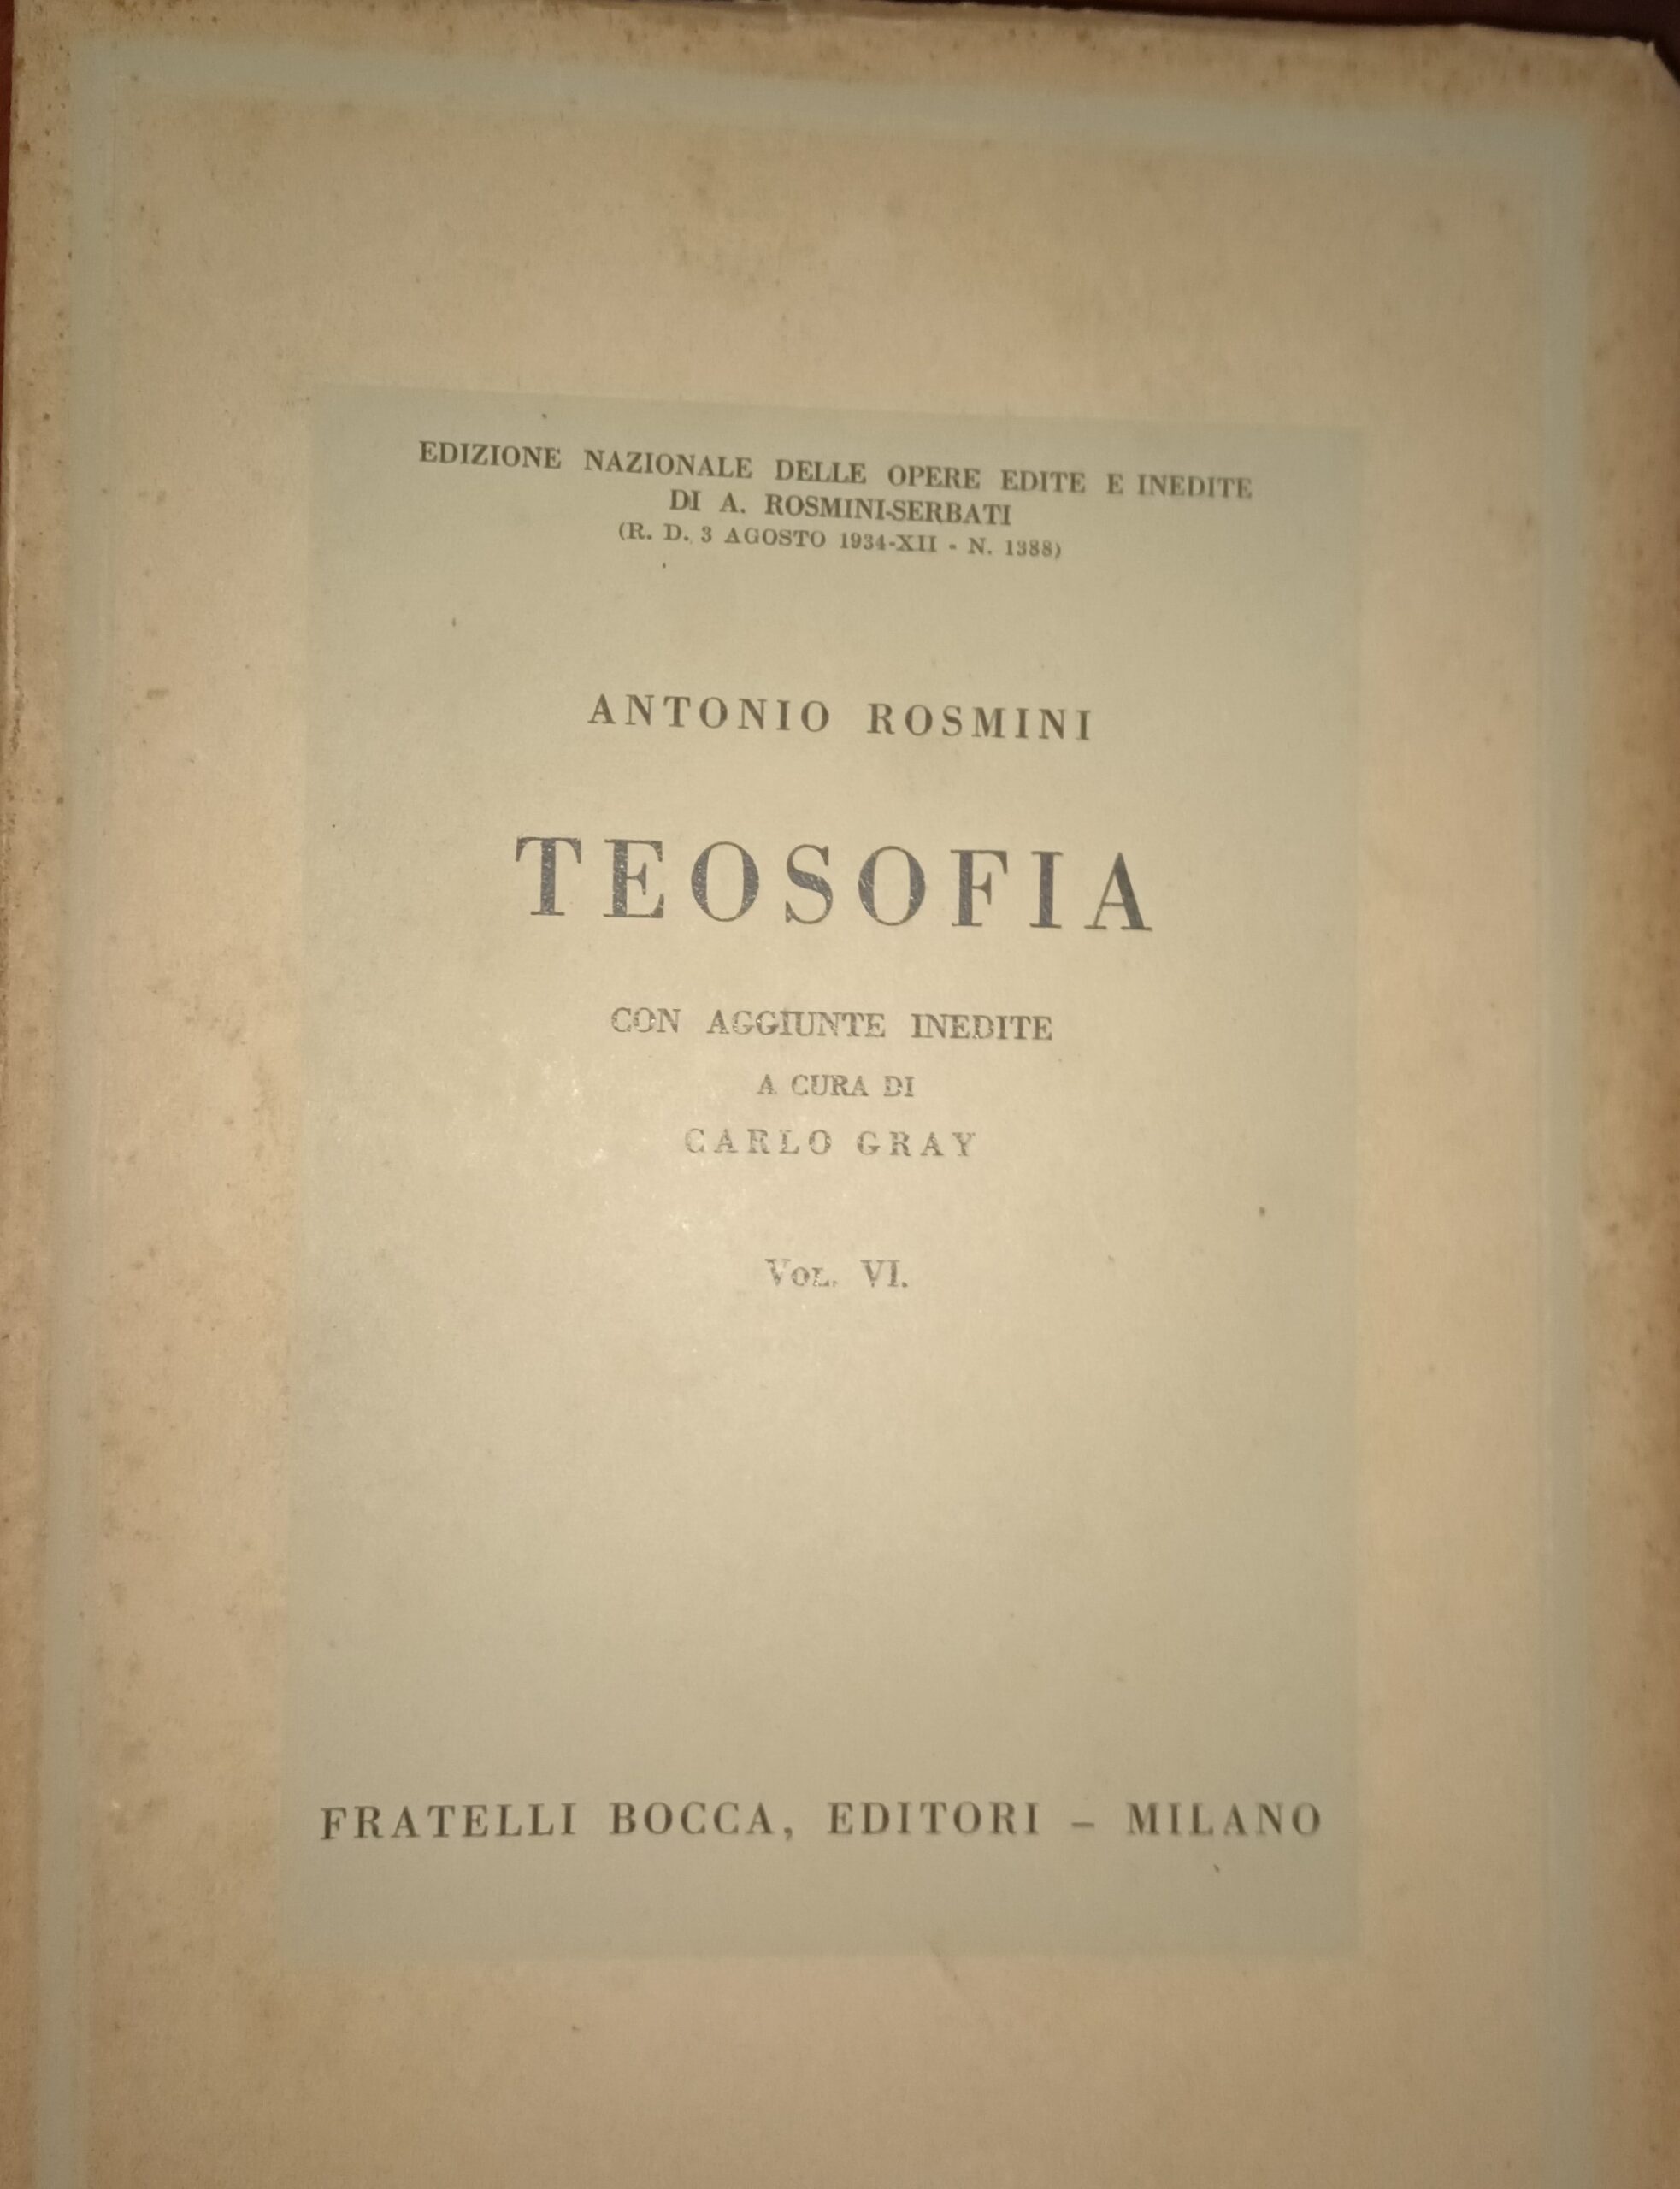 EDIZIONE NAZIONALE DELLE OPERE EDITE E INEDITE
DI A. ROSMINI-SERBATI
(R. D. 3 AGOSTO 1934-XII - N. 1388)
ANTONIO ROSMINI
TEOSOFIA
CON AGGIUNTE INEDITE
A CURA DI
CARLO GRAY
VOL. VI.
FRATELLI BOCCA, EDITORI – MILANO